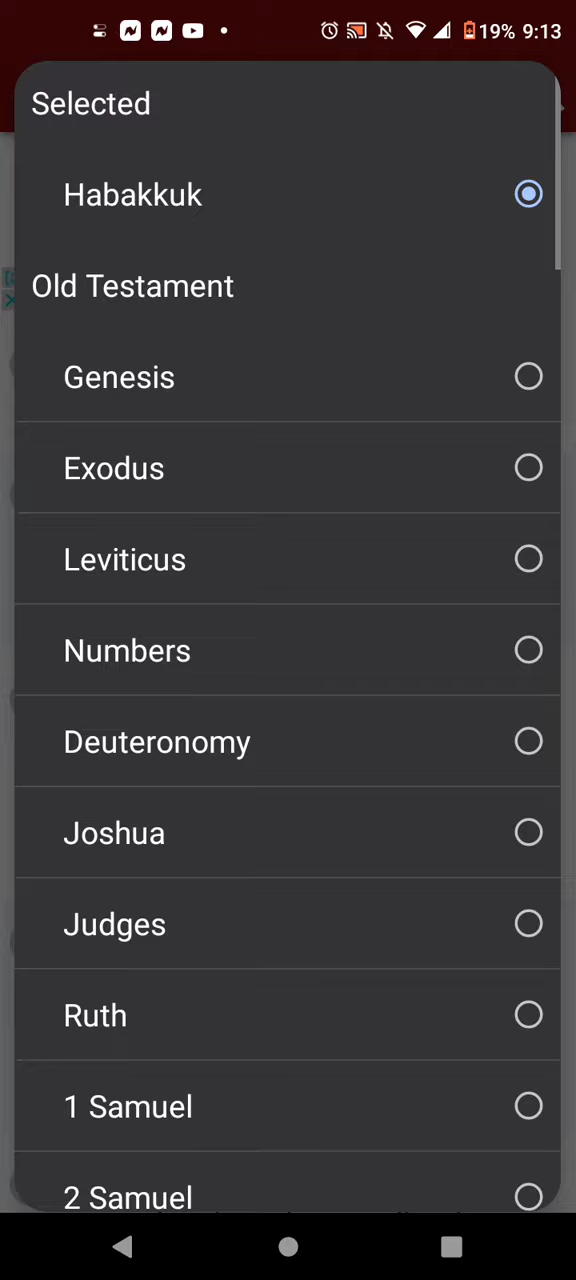 19% 9:13
Selected
Habakkuk
Old Testament
Genesis
Exodus
Leviticus
Numbers
Deuteronomy
Joshua
Judges
Ruth
1 Samuel
2 Samuel